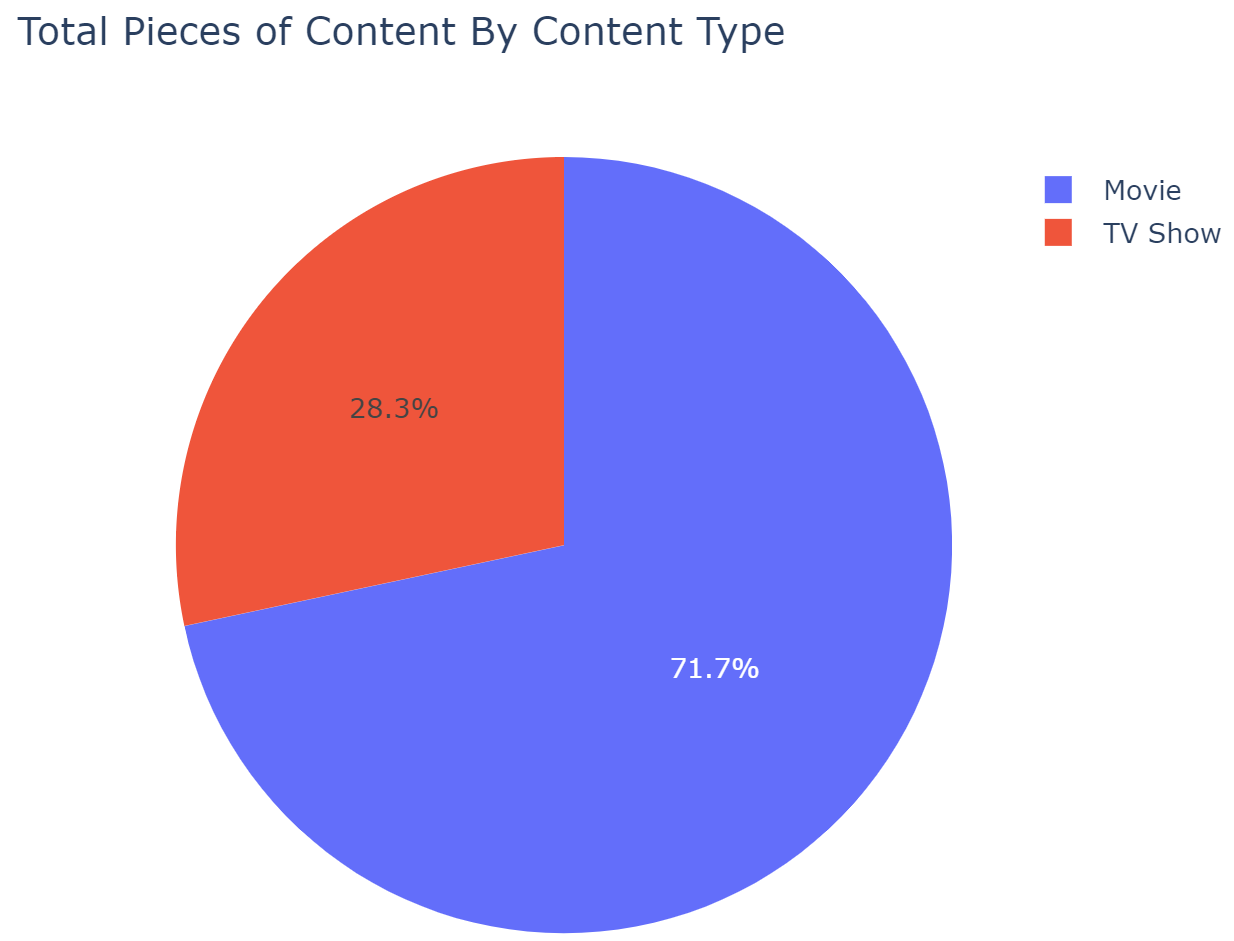 Total Pieces of Content By Content Type
Movie
TV Show
28.3%
71.7%